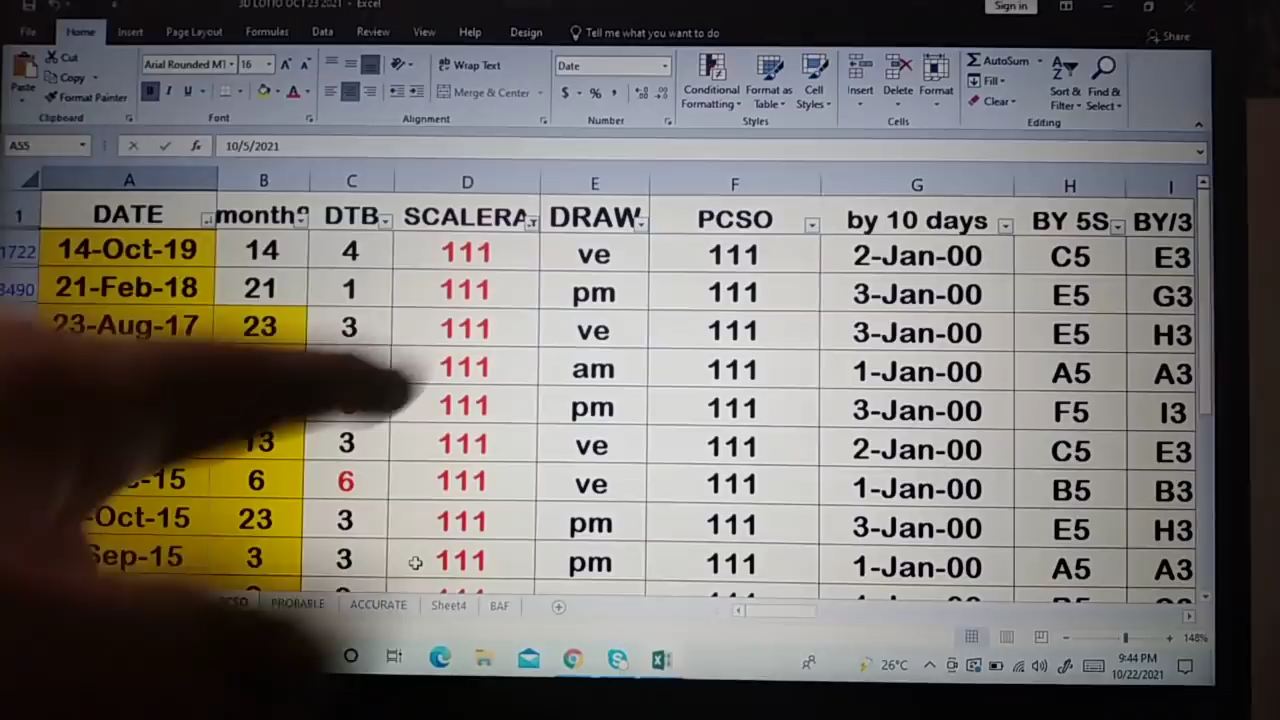 3D LOTTO OCT 23 2021 - Excel
Sign in
File Home Insert Page Layout Formulas Data Review View Help Design Tell me what you want to do Share
Cut
Copy
Format Painter
Paste
Clipboard
Arial Rounded MT 16
B I U
Font
Wrap Text
Merge & Center
Alignment
Date
$ % ,
Number
Conditional Formatting
Format as Table
Cell Styles
Styles
Insert Delete Format
Cells
AutoSum
Fill
Clear
Sort & Filter
Find & Select
Editing
A55 fx 10/5/2021
A B C D E F G H I
1 DATE DTB SCALERA DRAW PCSO by 10 days BY 5S BY/3
1722 14-Oct-19 14 4 111 ve 111 2-Jan-00 C5 E3
3490 21-Feb-18 21 1 111 pm 111 3-Jan-00 E5 G3
23-Aug-17 23 3 111 ve 111 3-Jan-00 E5 H3
111 am 111 1-Jan-00 A5 A3
111 pm 111 3-Jan-00 F5 I3
13 3 111 ve 111 2-Jan-00 C5 E3
-15 6 6 111 ve 111 1-Jan-00 B5 B3
-Oct-15 23 3 111 pm 111 3-Jan-00 E5 H3
Sep-15 3 3 111 pm 111 1-Jan-00 A5 A3
PROBABLE ACCURATE Sheet4 BAF
148%
26°C
9:44 PM
10/22/2021